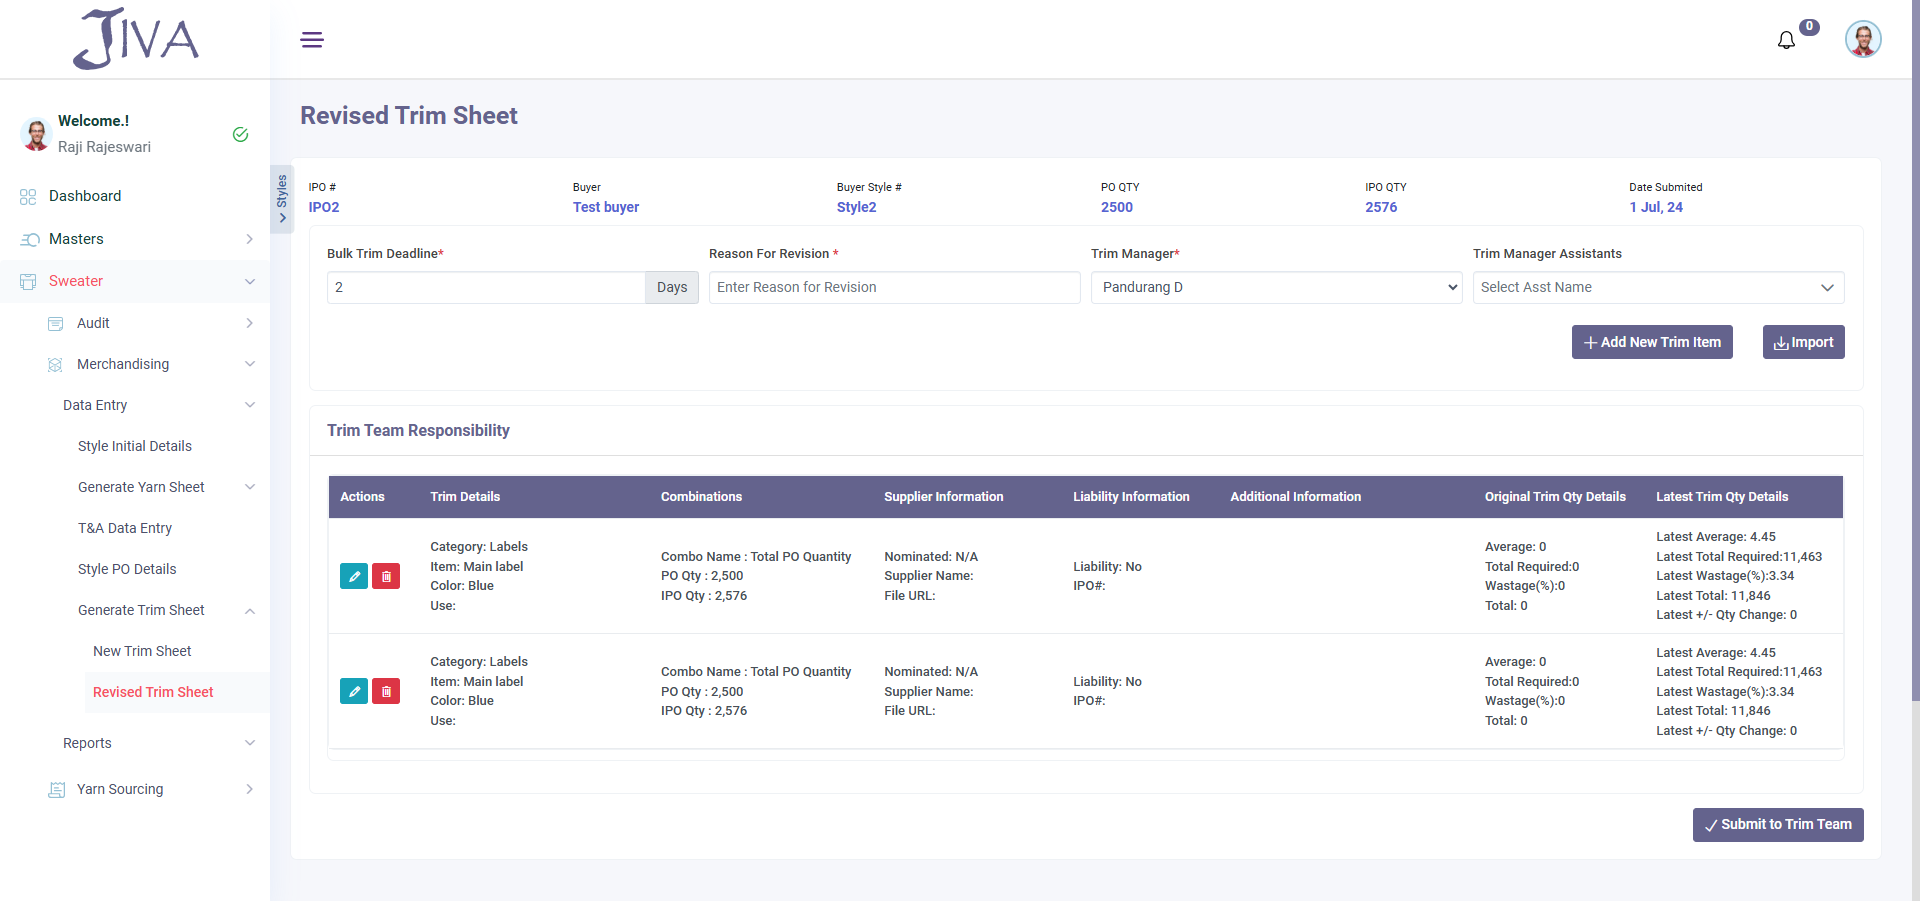 JIVA
0
Welcome.!
Raji Rajeswari
Dashboard
Masters
Sweater
Audit
Merchandising
Data Entry
Style Initial Details
Generate Yarn Sheet
T&A Data Entry
Style PO Details
Generate Trim Sheet
New Trim Sheet
Revised Trim Sheet
Reports
Yarn Sourcing
Styles
Revised Trim Sheet
IPO # Buyer Buyer Style # PO QTY IPO QTY Date Submited
IPO2 Test buyer Style2 2500 2576 1 Jul, 24
Bulk Trim Deadline* Reason For Revision * Trim Manager* Trim Manager Assistants
2 Days Enter Reason for Revision Pandurang D Select Asst Name
Add New Trim Item Import
Trim Team Responsibility
Actions Trim Details Combinations Supplier Information Liability Information Additional Information Original Trim Qty Details Latest Trim Qty Details
Category: Labels
Item: Main label
Color: Blue
Use:
Combo Name : Total PO Quantity
PO Qty : 2,500
IPO Qty : 2,576
Nominated: N/A
Supplier Name:
File URL:
Liability: No
IPO#:
Average: 0
Total Required:0
Wastage(%):0
Total: 0
Latest Average: 4.45
Latest Total Required:11,463
Latest Wastage(%):3.34
Latest Total: 11,846
Latest +/- Qty Change: 0
Category: Labels
Item: Main label
Color: Blue
Use:
Combo Name : Total PO Quantity
PO Qty : 2,500
IPO Qty : 2,576
Nominated: N/A
Supplier Name:
File URL:
Liability: No
IPO#:
Average: 0
Total Required:0
Wastage(%):0
Total: 0
Latest Average: 4.45
Latest Total Required:11,463
Latest Wastage(%):3.34
Latest Total: 11,846
Latest +/- Qty Change: 0
Submit to Trim Team